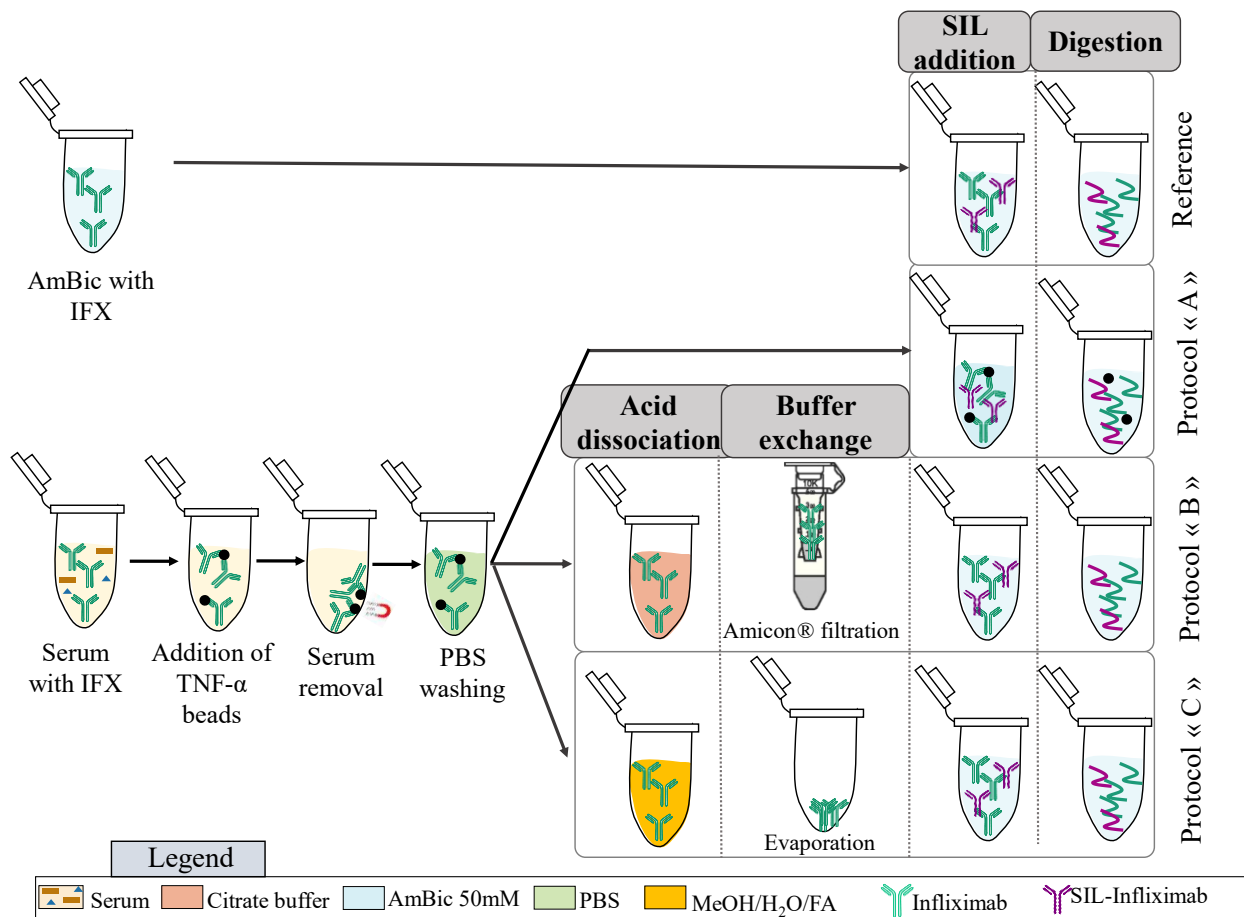 SIL
addition
Digestion
Reference
AmBic with
IFX
Protocol « A »
Acid
dissociation
Buffer
exchange
10K
Amicon® filtration
Protocol « B »
Serum
with IFX
Addition of
TNF-α
beads
Serum
removal
PBS
washing
Evaporation
Protocol « C »
Legend
Serum
Citrate buffer
AmBic 50mM
PBS
MeOH/H₂O/FA
Infliximab
SIL-Infliximab